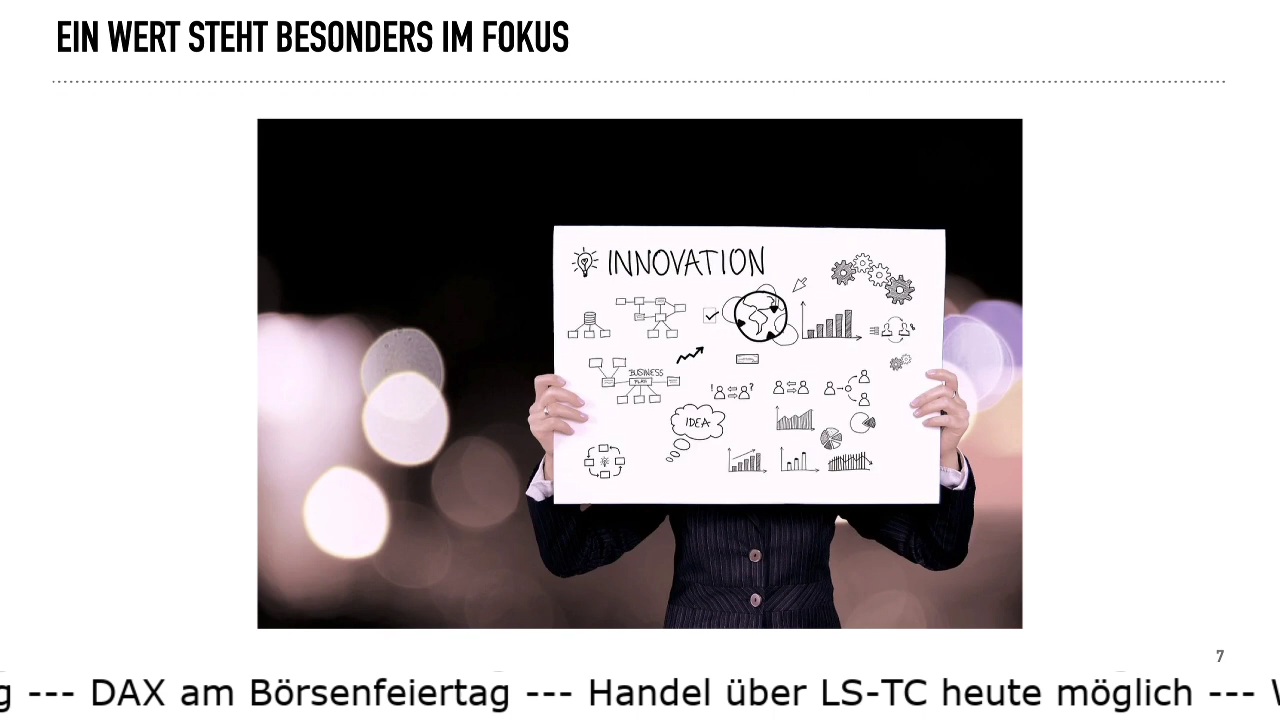 EIN WERT STEHT BESONDERS IM FOKUS
INNOVATION
BUSINESS
PLAN
! ?
IDEA
7
g --- DAX am Börsenfeiertag --- Handel über LS-TC heute möglich ---